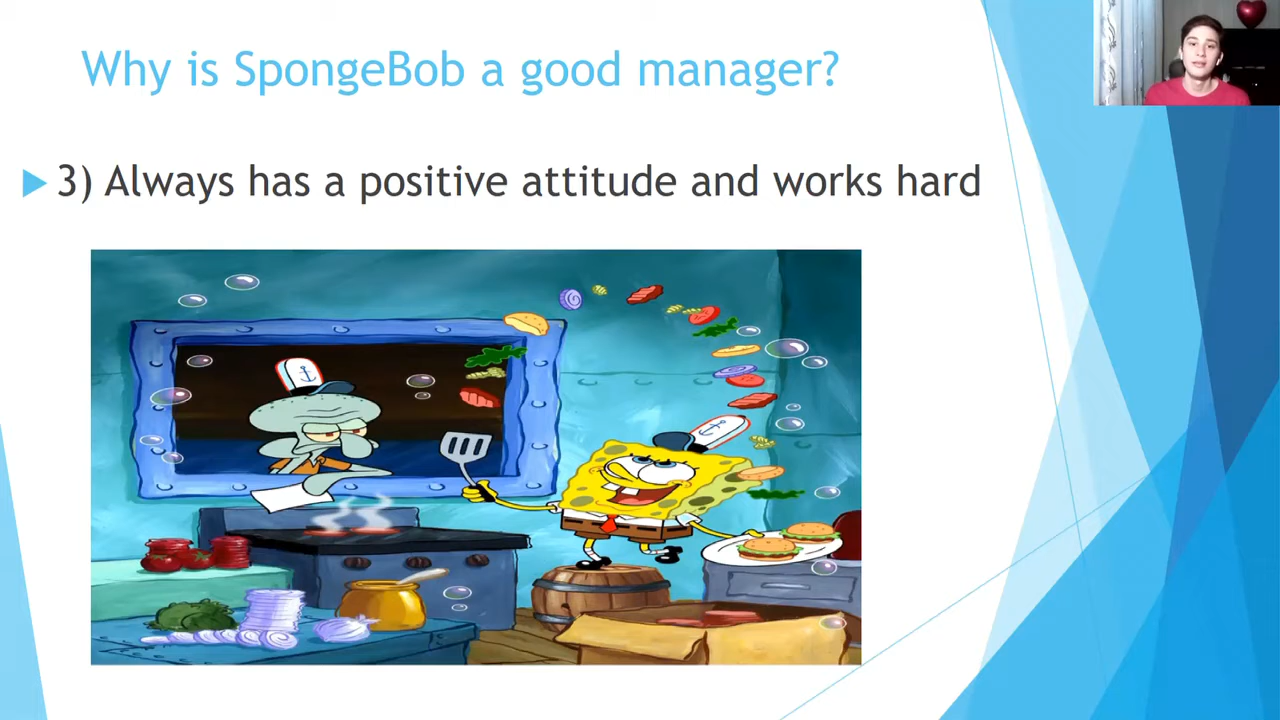 Why is SpongeBob a good manager?
3) Always has a positive attitude and works hard